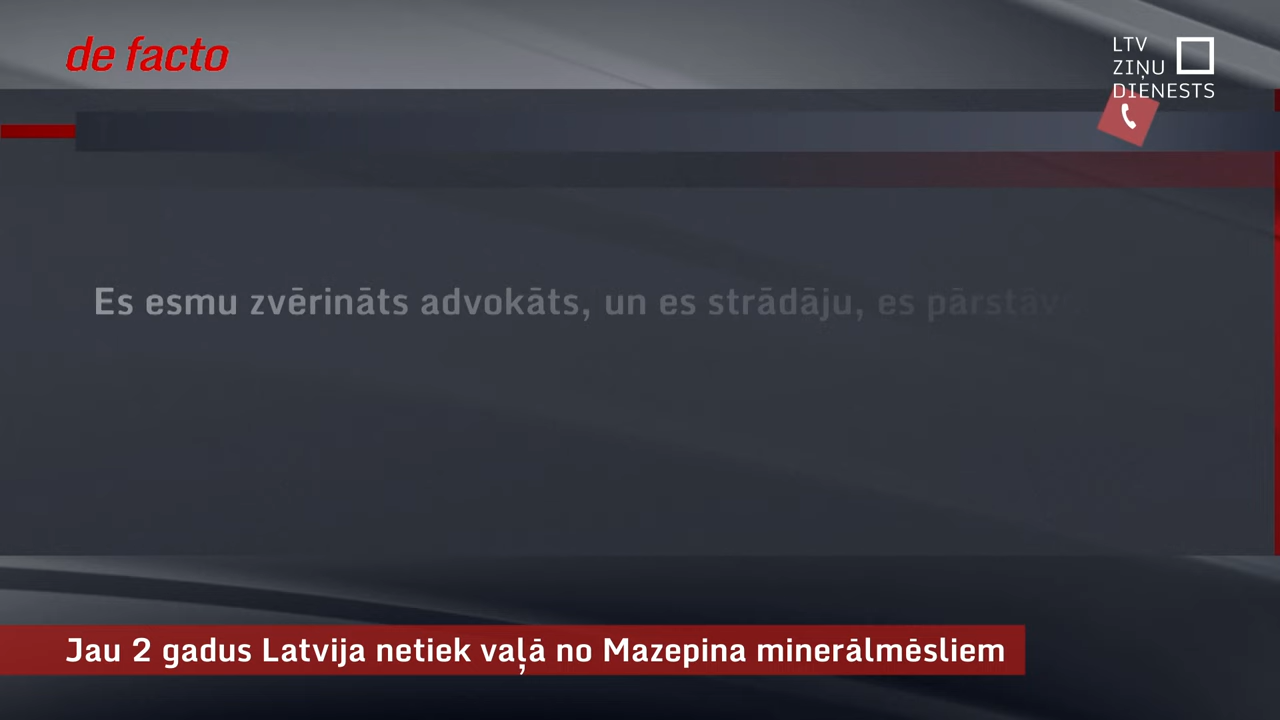 de facto
LTV
ZIŅU
DIENESTS
Es esmu zvērināts advokāts, un es strādāju, es
Jau 2 gadus Latvija netiek vaļā no Mazepina minerālmēsliem